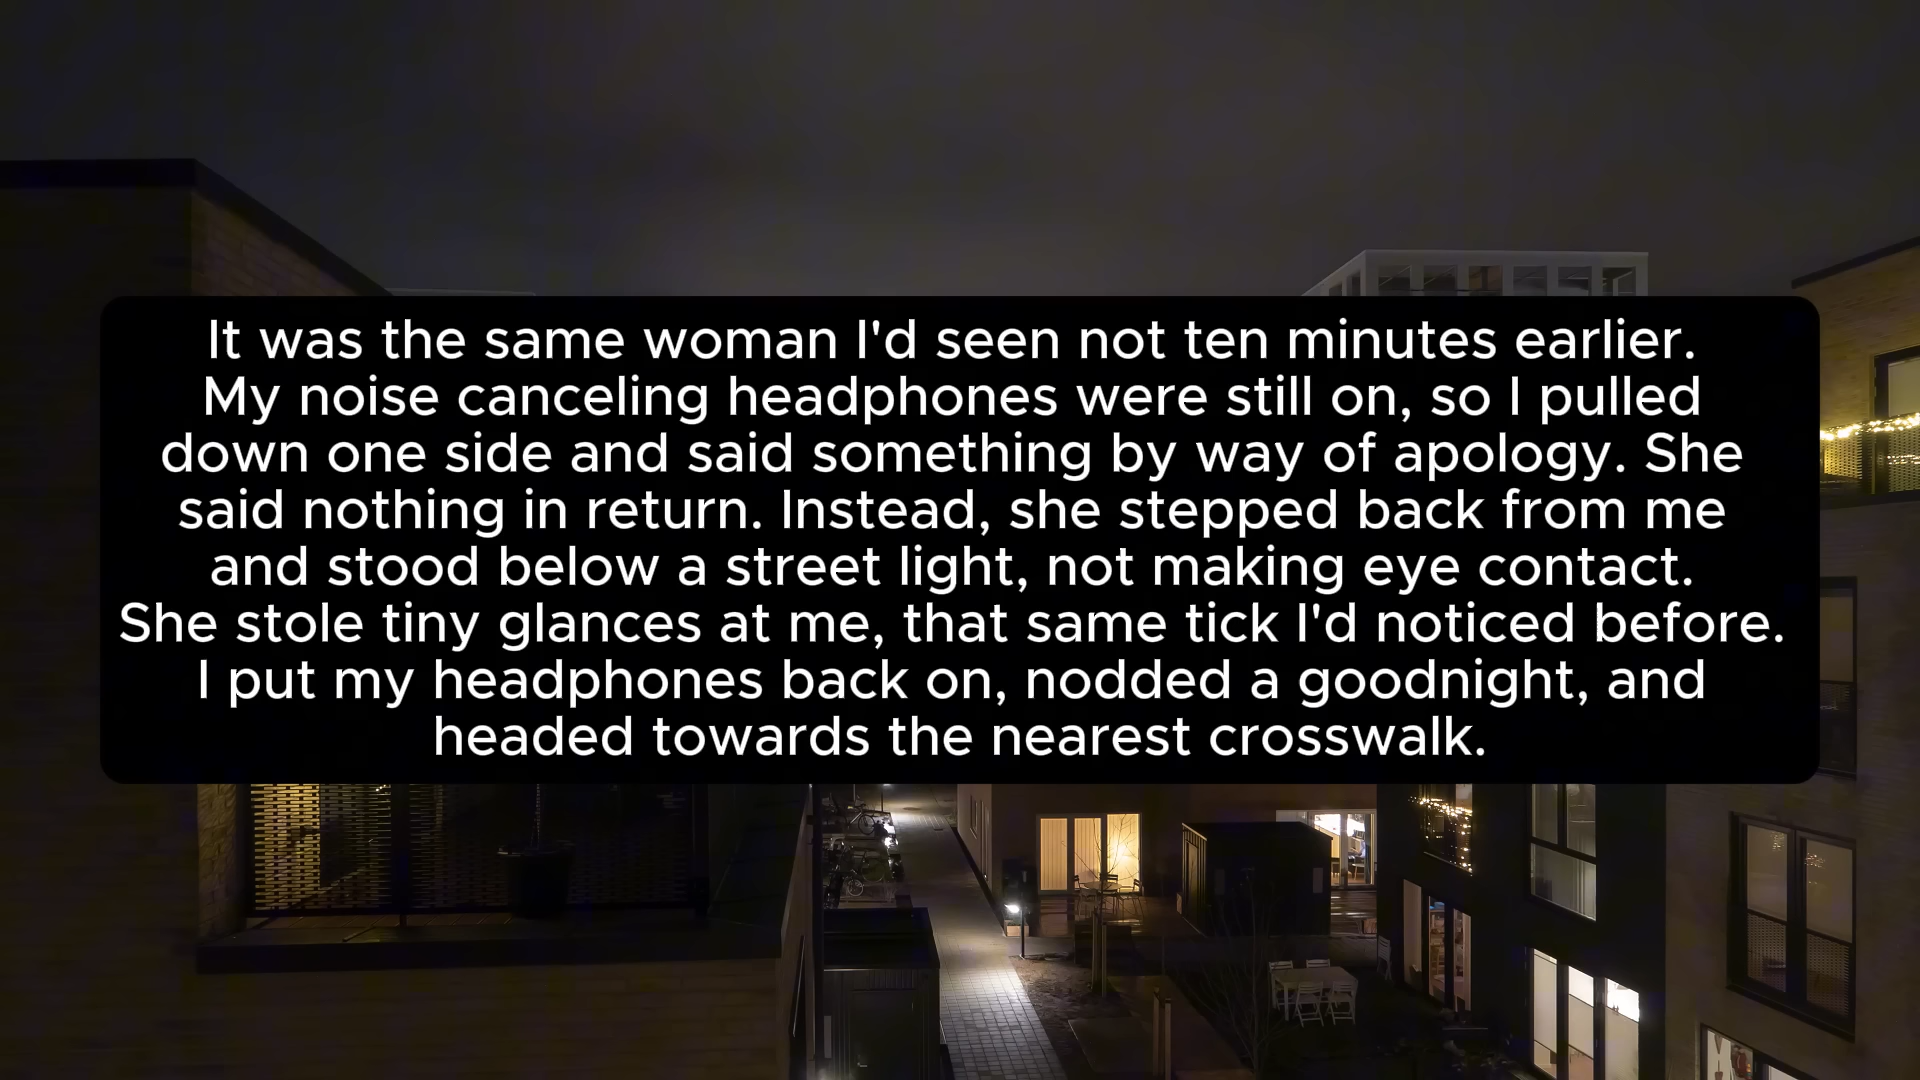 It was the same woman I'd seen not ten minutes earlier.
My noise canceling headphones were still on, so I pulled
down one side and said something by way of apology. She
said nothing in return. Instead, she stepped back from me
and stood below a street light, not making eye contact.
She stole tiny glances at me, that same tick I'd noticed before.
I put my headphones back on, nodded a goodnight, and
headed towards the nearest crosswalk.